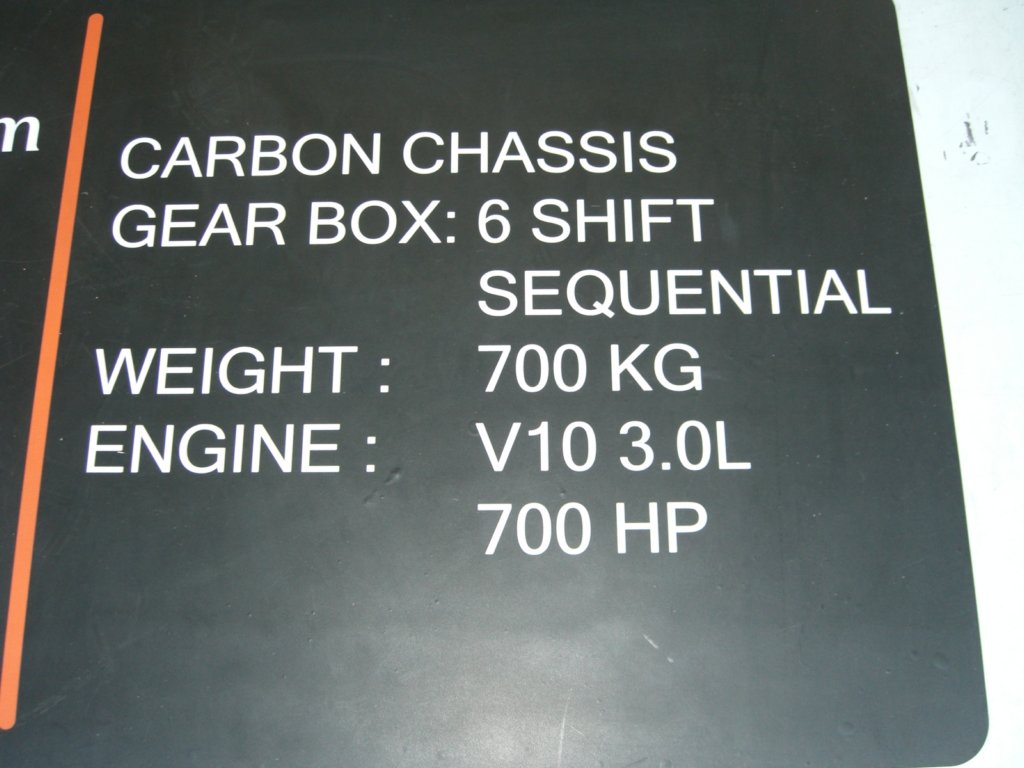 m
CARBON CHASSIS
GEAR BOX: 6 SHIFT
SEQUENTIAL
WEIGHT : 700 KG
ENGINE : V10 3.0L
700 HP